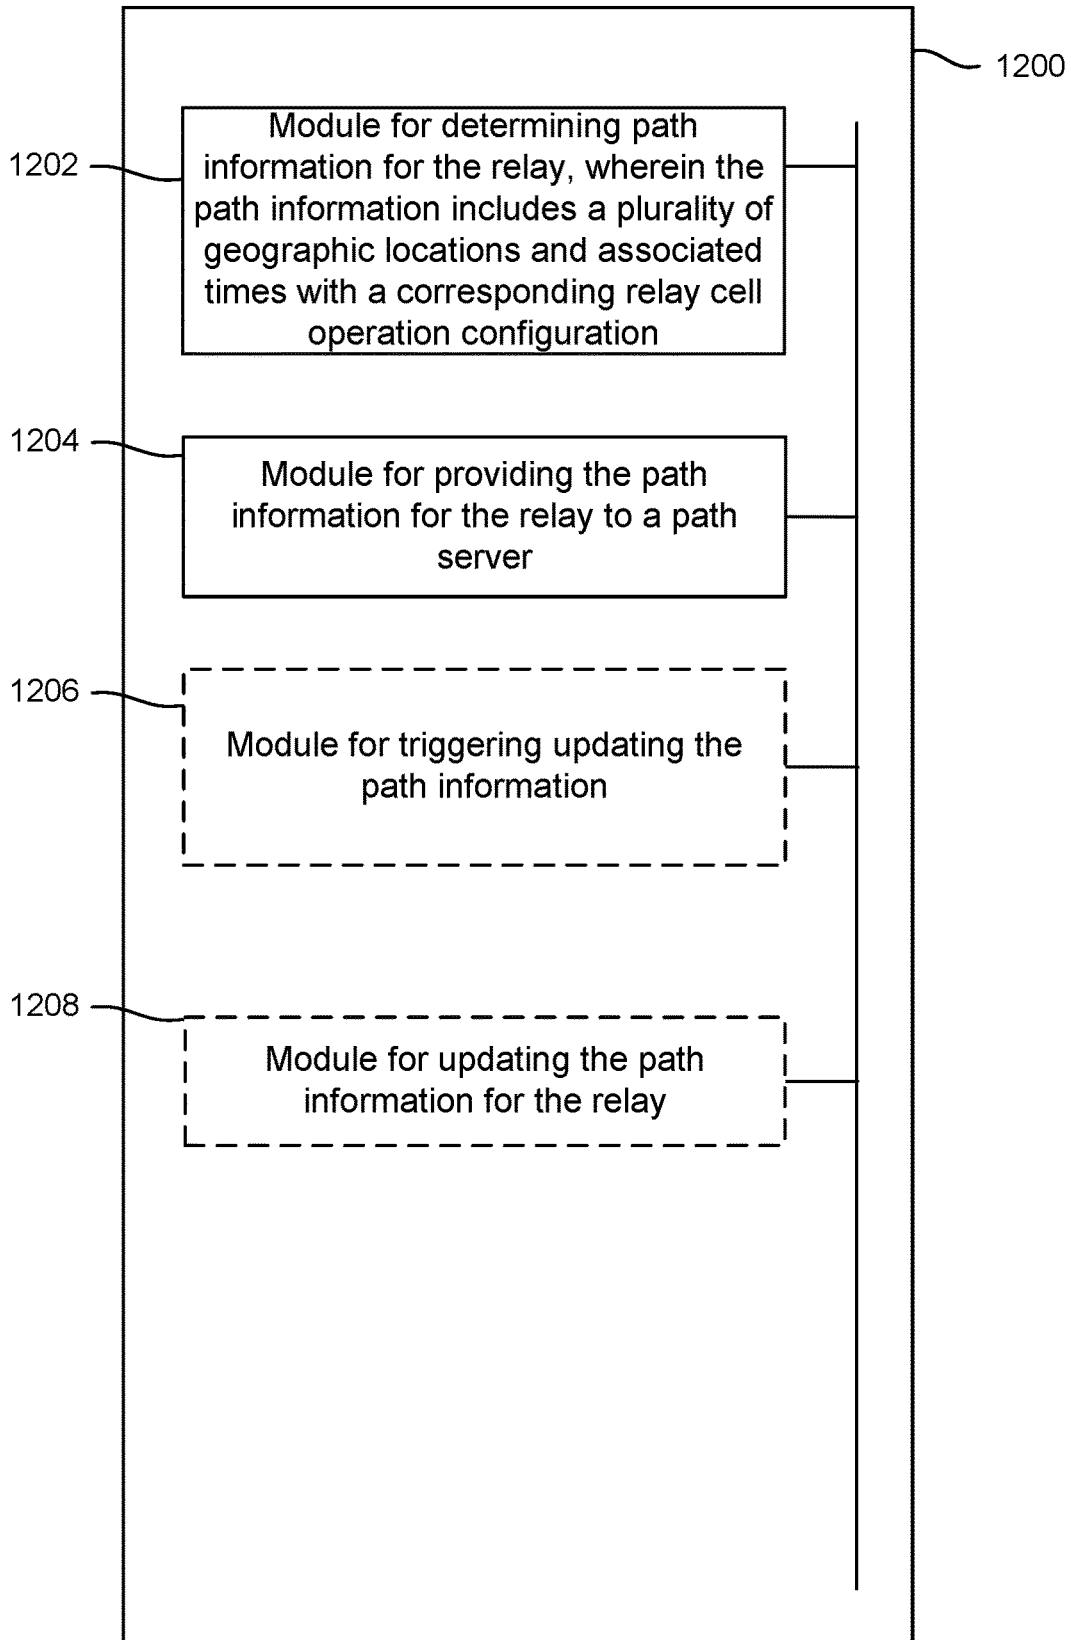 1200
1202
Module for determining path
information for the relay, wherein the
path information includes a plurality of
geographic locations and associated
times with a corresponding relay cell
operation configuration
1204
Module for providing the path
information for the relay to a path
server
1206
Module for triggering updating the
path information
1208
Module for updating the path
information for the relay